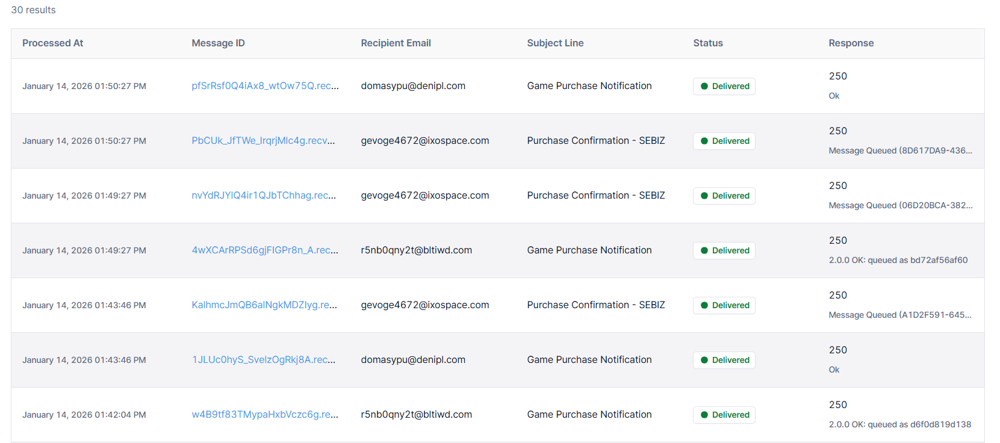 30 results
Processed At Message ID Recipient Email Subject Line Status Response
January 14, 2026 01:50:27 PM pfSrRsf0Q4iAx8_wtOw75Q.rec... domasypu@denipl.com Game Purchase Notification Delivered 250
Ok
January 14, 2026 01:50:27 PM PbCUk_JfTWe_IrqrjMlc4g.recv... gevoge4672@ixospace.com Purchase Confirmation - SEBIZ Delivered 250
Message Queued (8D617DA9-436...
January 14, 2026 01:49:27 PM nvYdRJYlQ4ir1QJbTChhag.rec... gevoge4672@ixospace.com Purchase Confirmation - SEBIZ Delivered 250
Message Queued (06D20BCA-382...
January 14, 2026 01:49:27 PM 4wXCArRPSd6gjFIGPr8n_A.rec... r5nb0qny2t@bltiwd.com Game Purchase Notification Delivered 250
2.0.0 OK: queued as bd72af56af60
January 14, 2026 01:43:46 PM KalhmcJmQB6alNgkMDZIyg.re... gevoge4672@ixospace.com Purchase Confirmation - SEBIZ Delivered 250
Message Queued (A1D2F591-645...
January 14, 2026 01:43:46 PM 1JLUc0hyS_SvelzOgRkj8A.rec... domasypu@denipl.com Game Purchase Notification Delivered 250
Ok
January 14, 2026 01:42:04 PM w4B9tf83TMypaHxbVczc6g.re... r5nb0qny2t@bltiwd.com Game Purchase Notification Delivered 250
2.0.0 OK: queued as d6f0d819d138